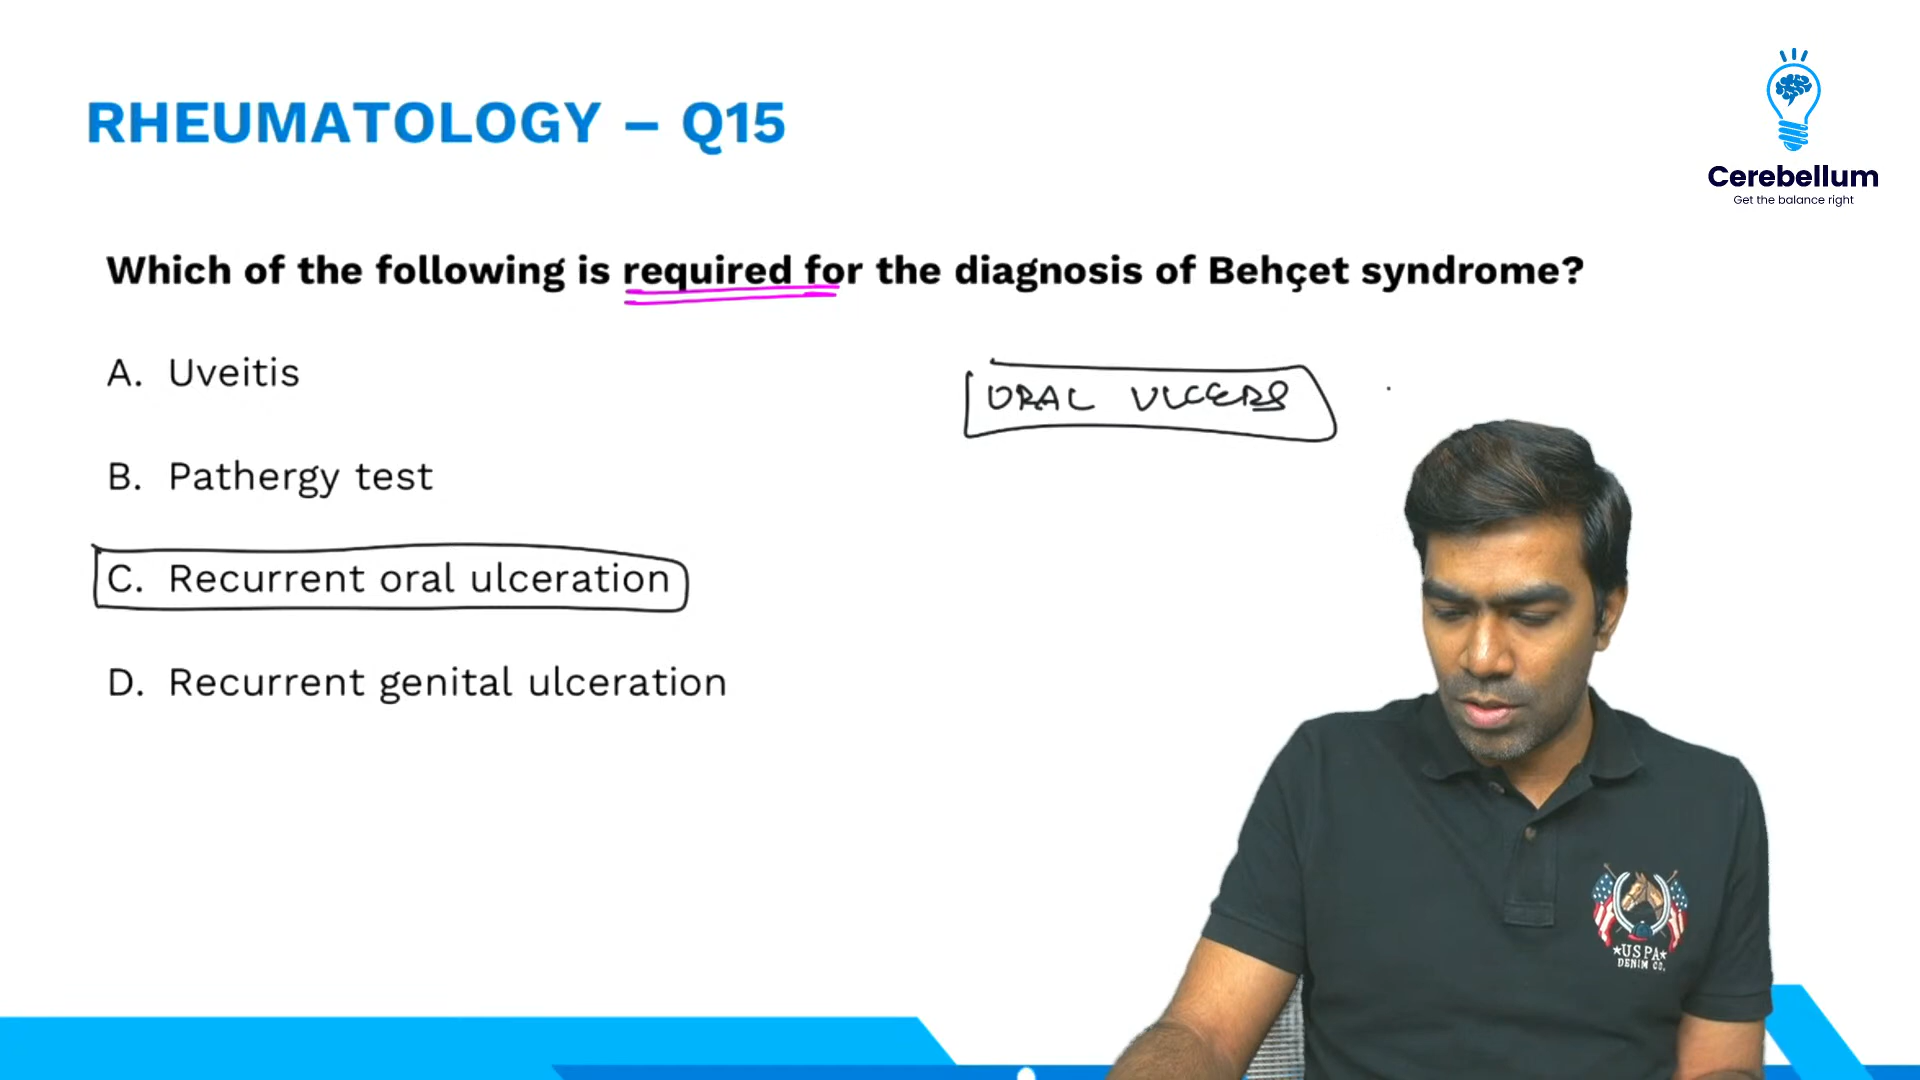 RHEUMATOLOGY – Q15
Cerebellum
Get the balance right
Which of the following is required for the diagnosis of Behçet syndrome?
A. Uveitis
ORAL ULCERS
B. Pathergy test
C. Recurrent oral ulceration
D. Recurrent genital ulceration
★USPA★
DENIM CO.